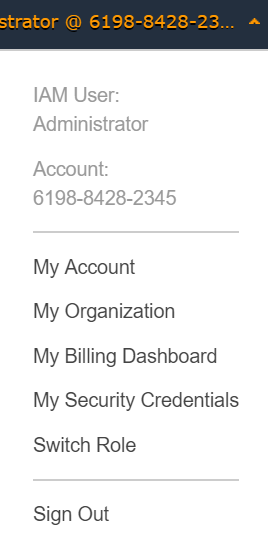 strator @ 6198-8428-23...
IAM User:
Administrator
Account:
6198-8428-2345
My Account
My Organization
My Billing Dashboard
My Security Credentials
Switch Role
Sign Out